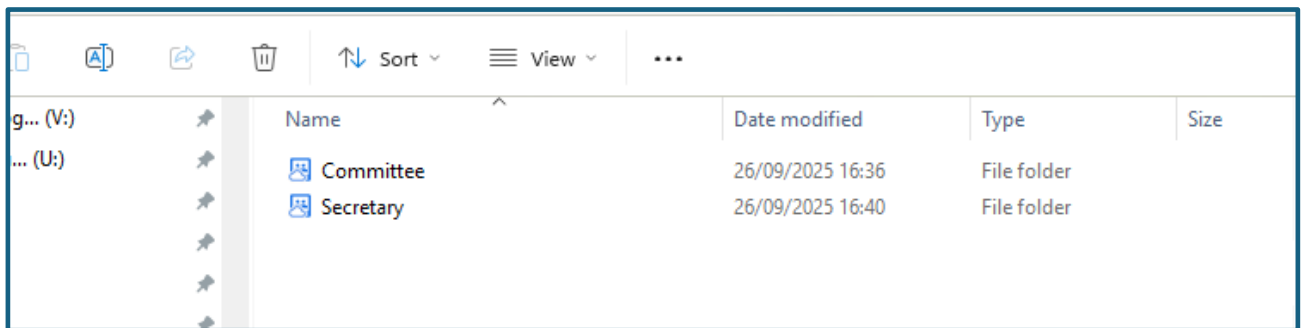 Sort View
g... (V:)
... (U:)
Name Date modified Type Size
Committee 26/09/2025 16:36 File folder
Secretary 26/09/2025 16:40 File folder